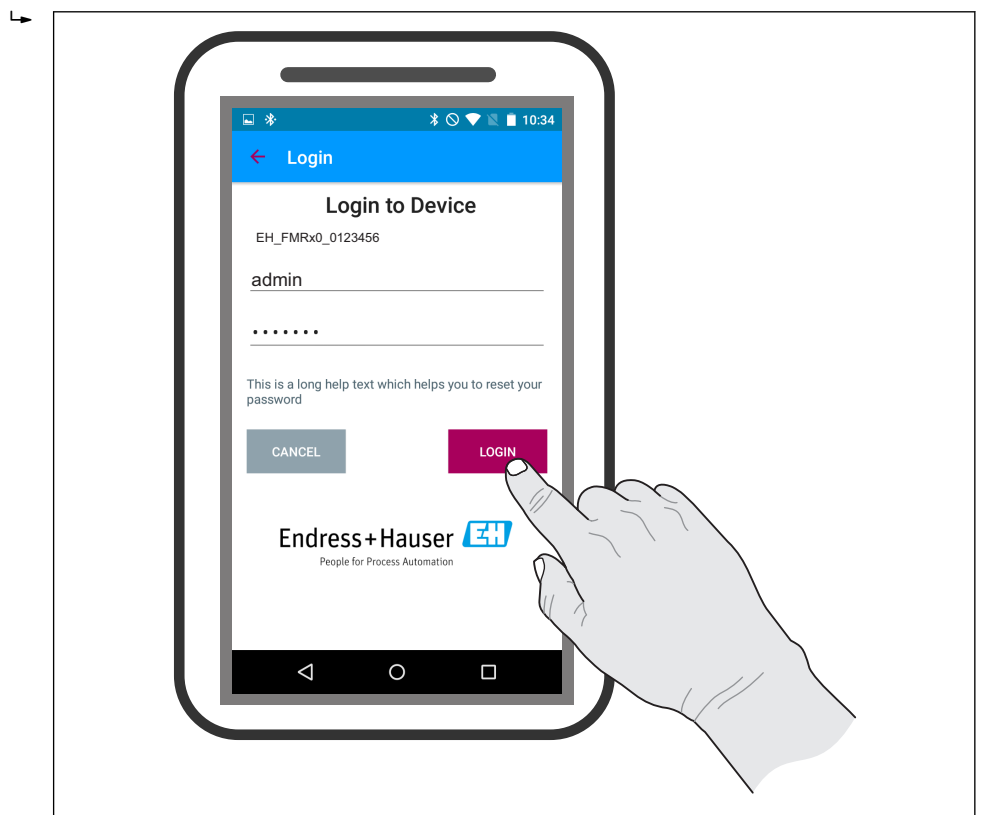 10:34
Login
Login to Device
EH_FMRx0_0123456
admin
.......
This is a long help text which helps you to reset your
password
CANCEL
LOGIN
Endress+Hauser EH
People for Process Automation